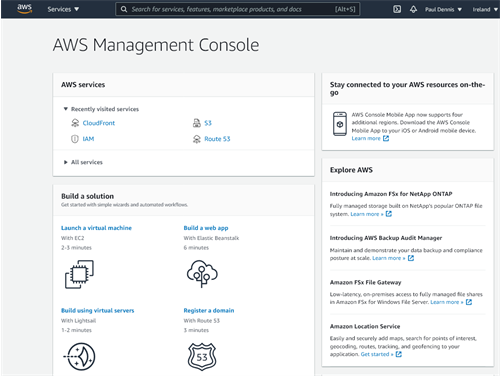 aws Services ▾ Search for services, features, marketplace products, and docs [Alt+S] Paul Dennis ▾ Ireland ▾
AWS Management Console
AWS services
▼ Recently visited services
CloudFront S3
IAM Route 53
▶ All services
Build a solution
Get started with simple wizards and automated workflows.
Launch a virtual machine
With EC2
2-3 minutes
Build a web app
With Elastic Beanstalk
6 minutes
Build using virtual servers
With Lightsail
1-2 minutes
Register a domain
With Route 53
3 minutes
53
Stay connected to your AWS resources on-the-
go
AWS Console Mobile App now supports four
additional regions. Download the AWS Console
Mobile App to your iOS or Android mobile device.
Learn more
Explore AWS
Introducing Amazon FSx for NetApp ONTAP
Fully managed storage built on NetApp's popular ONTAP file
system. Learn more »
Introducing AWS Backup Audit Manager
Maintain and demonstrate your data backup and compliance
posture at scale. Learn more »
Amazon FSx File Gateway
Low-latency, on-premises access to fully managed file shares
in Amazon FSx for Windows File Server. Learn more »
Amazon Location Service
Easily and securely add maps, search for points of interest,
geocoding, routes, tracking, and geofencing to your
application. Get started »